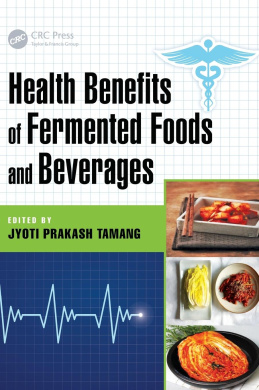 CRC Press
Taylor & Francis Group
Health Benefits
of Fermented Foods
and Beverages
EDITED BY
JYOTI PRAKASH TAMANG